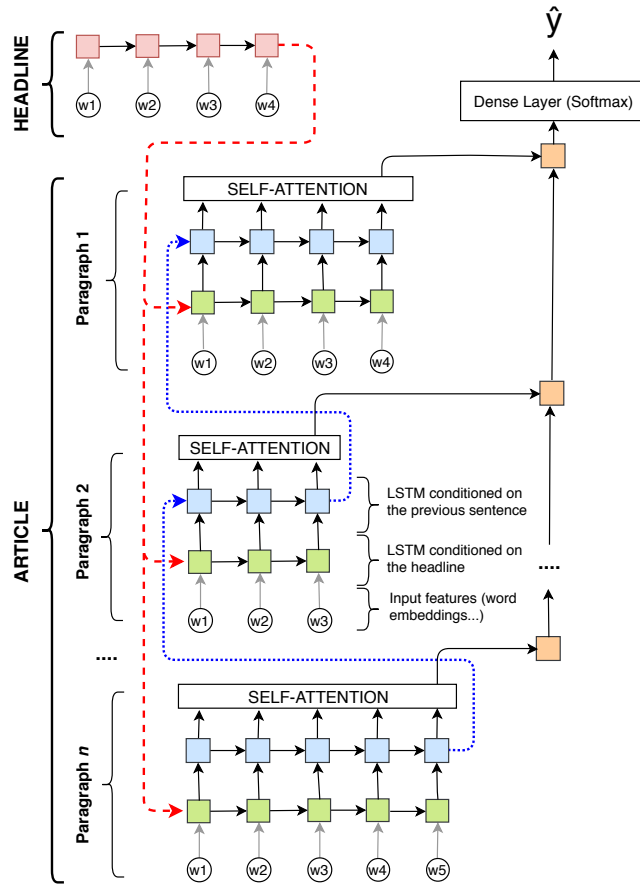 HEADLINE
w1 w2 w3 w4
ŷ
Dense Layer (Softmax)
ARTICLE
Paragraph 1
SELF-ATTENTION
w1 w2 w3 w4
Paragraph 2
SELF-ATTENTION
LSTM conditioned on
the previous sentence
LSTM conditioned on
the headline
Input features (word
embeddings...)
w1 w2 w3
....
....
Paragraph n
SELF-ATTENTION
w1 w2 w3 w4 w5